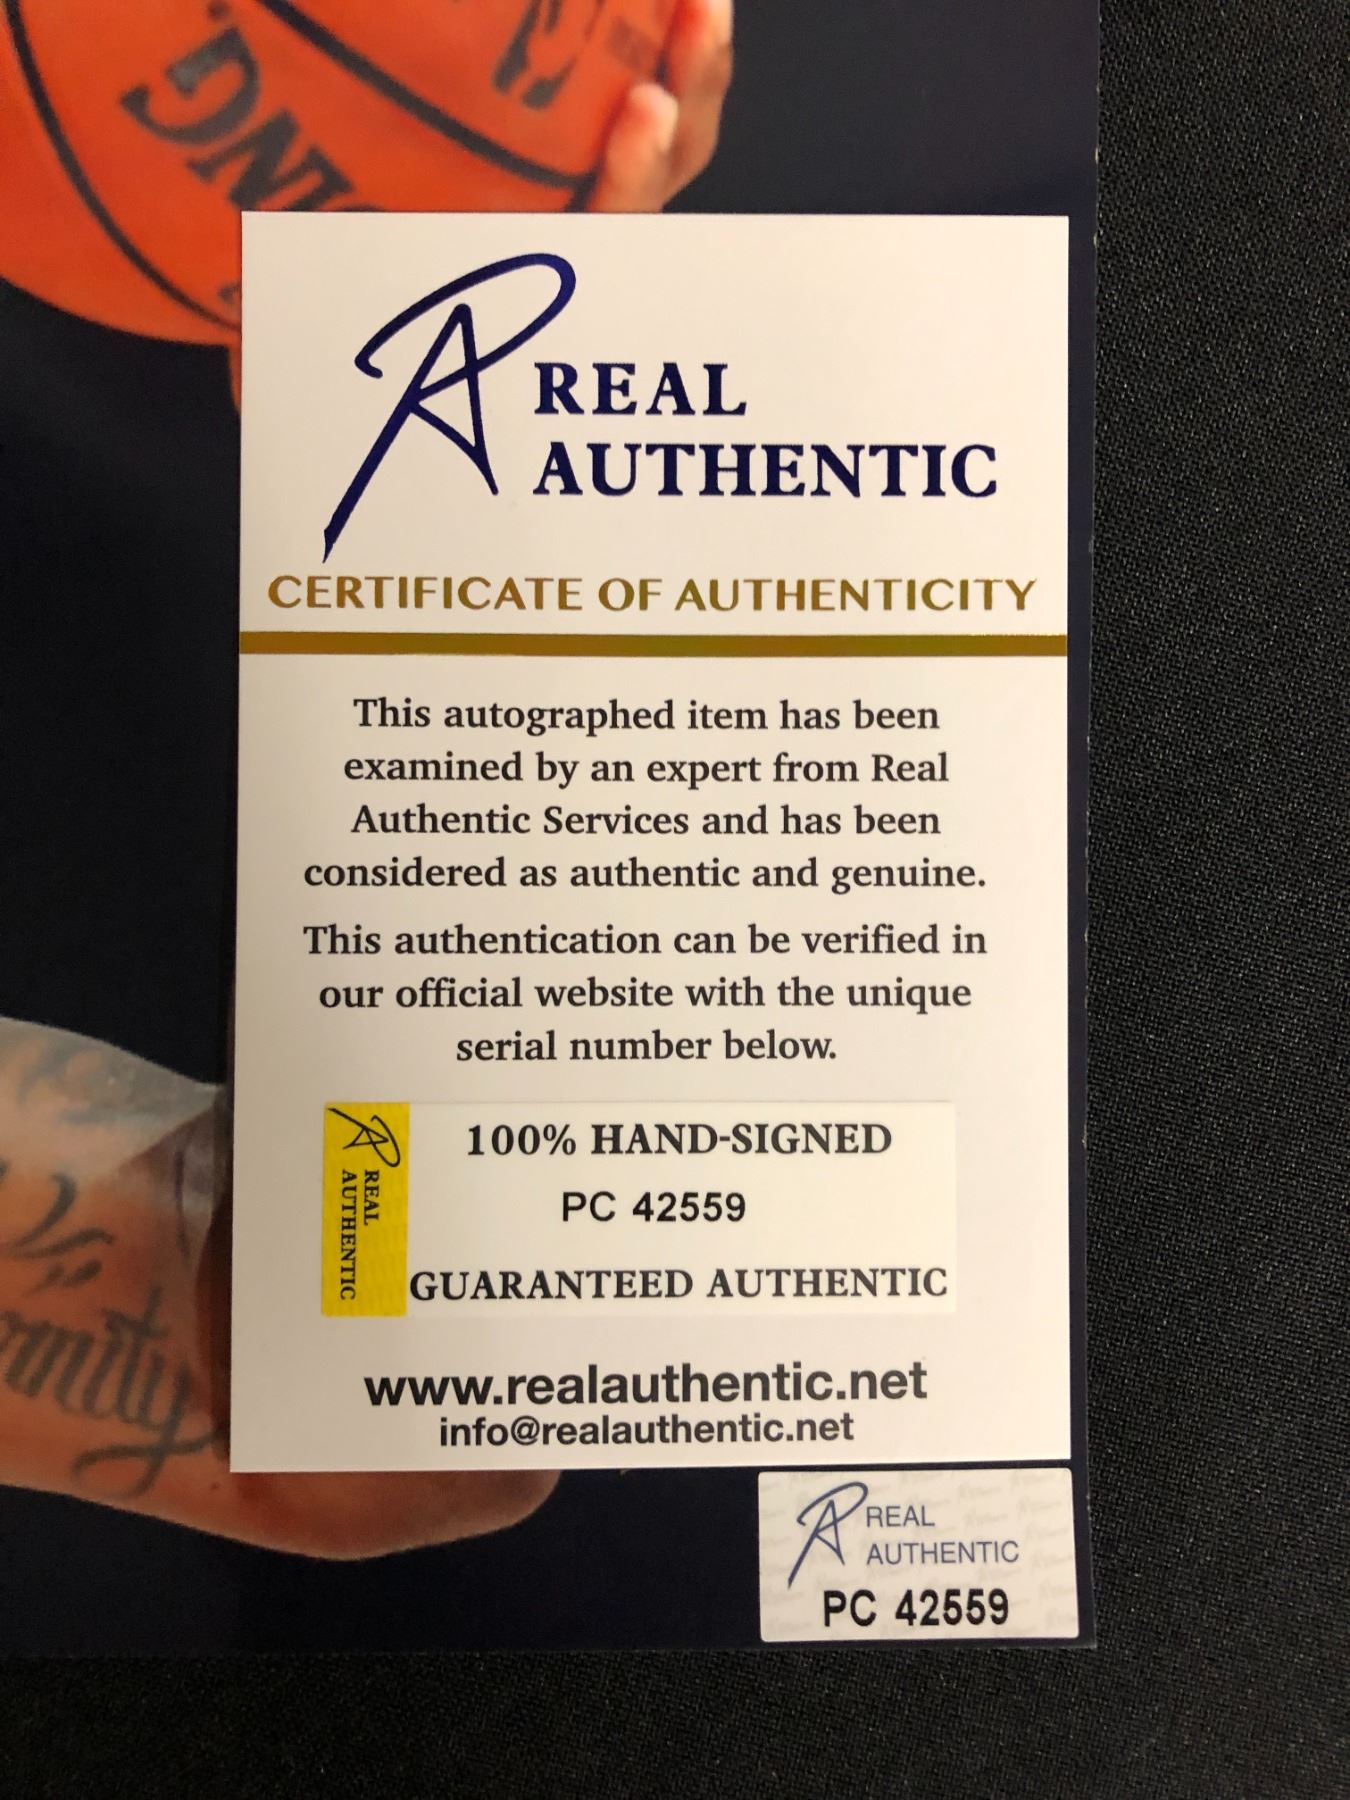 REAL
AUTHENTIC
CERTIFICATE OF AUTHENTICITY
This autographed item has been
examined by an expert from Real
Authentic Services and has been
considered as authentic and genuine.
This authentication can be verified in
our official website with the unique
serial number below.
REAL
AUTHENTIC
100% HAND-SIGNED
PC 42559
GUARANTEED AUTHENTIC
www.realauthentic.net
info@realauthentic.net
REAL
AUTHENTIC
PC 42559